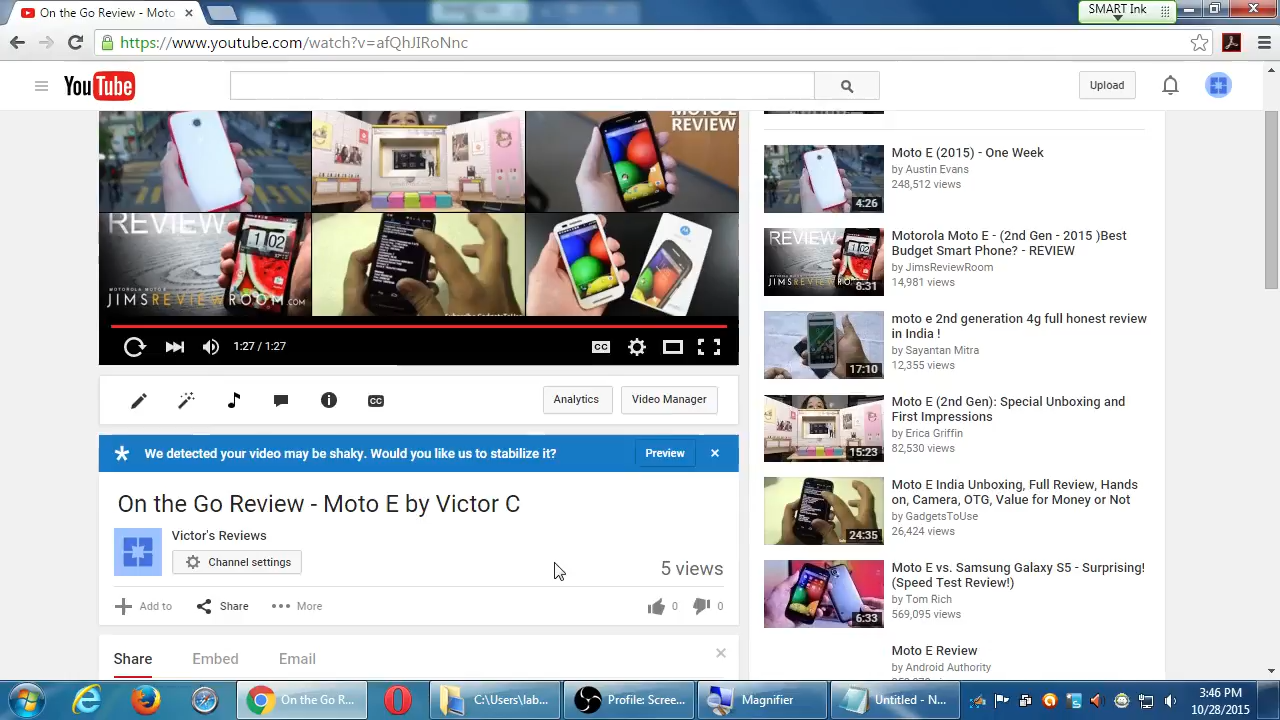 On the Go Review - Moto
SMART Ink
https://www.youtube.com/watch?v=afQhJIRoNnc
YouTube
Upload
MOTO E
REVIEW
REVIEW
JIMSREVIEWROOM.COM
1:27 / 1:27
CC
CC
Analytics
Video Manager
We detected your video may be shaky. Would you like us to stabilize it?
Preview
On the Go Review - Moto E by Victor C
Victor's Reviews
Channel settings
5 views
Add to
Share
More
0
0
Share
Embed
Email
Moto E (2015) - One Week
by Austin Evans
248,512 views
4:26
Motorola Moto E - (2nd Gen - 2015 )Best
Budget Smart Phone? - REVIEW
by JimsReviewRoom
14,981 views
REVIEW
JIMSREVIEWROOM
8:31
moto e 2nd generation 4g full honest review
in India !
by Sayantan Mitra
12,355 views
17:10
Moto E (2nd Gen): Special Unboxing and
First Impressions
by Erica Griffin
82,530 views
15:23
Moto E India Unboxing, Full Review, Hands
on, Camera, OTG, Value for Money or Not
by GadgetsToUse
26,424 views
24:35
Moto E vs. Samsung Galaxy S5 - Surprising!
(Speed Test Review!)
by Tom Rich
569,095 views
6:33
Moto E Review
by Android Authority
On the Go R...
C:\Users\lab...
Profile: Scree...
Magnifier
Untitled - N...
3:46 PM
10/28/2015